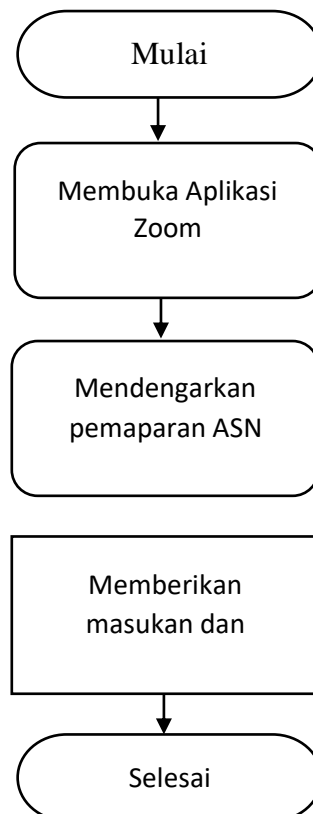 Mulai
Membuka Aplikasi
Zoom
Mendengarkan
pemaparan ASN
Memberikan
masukan dan
Selesai